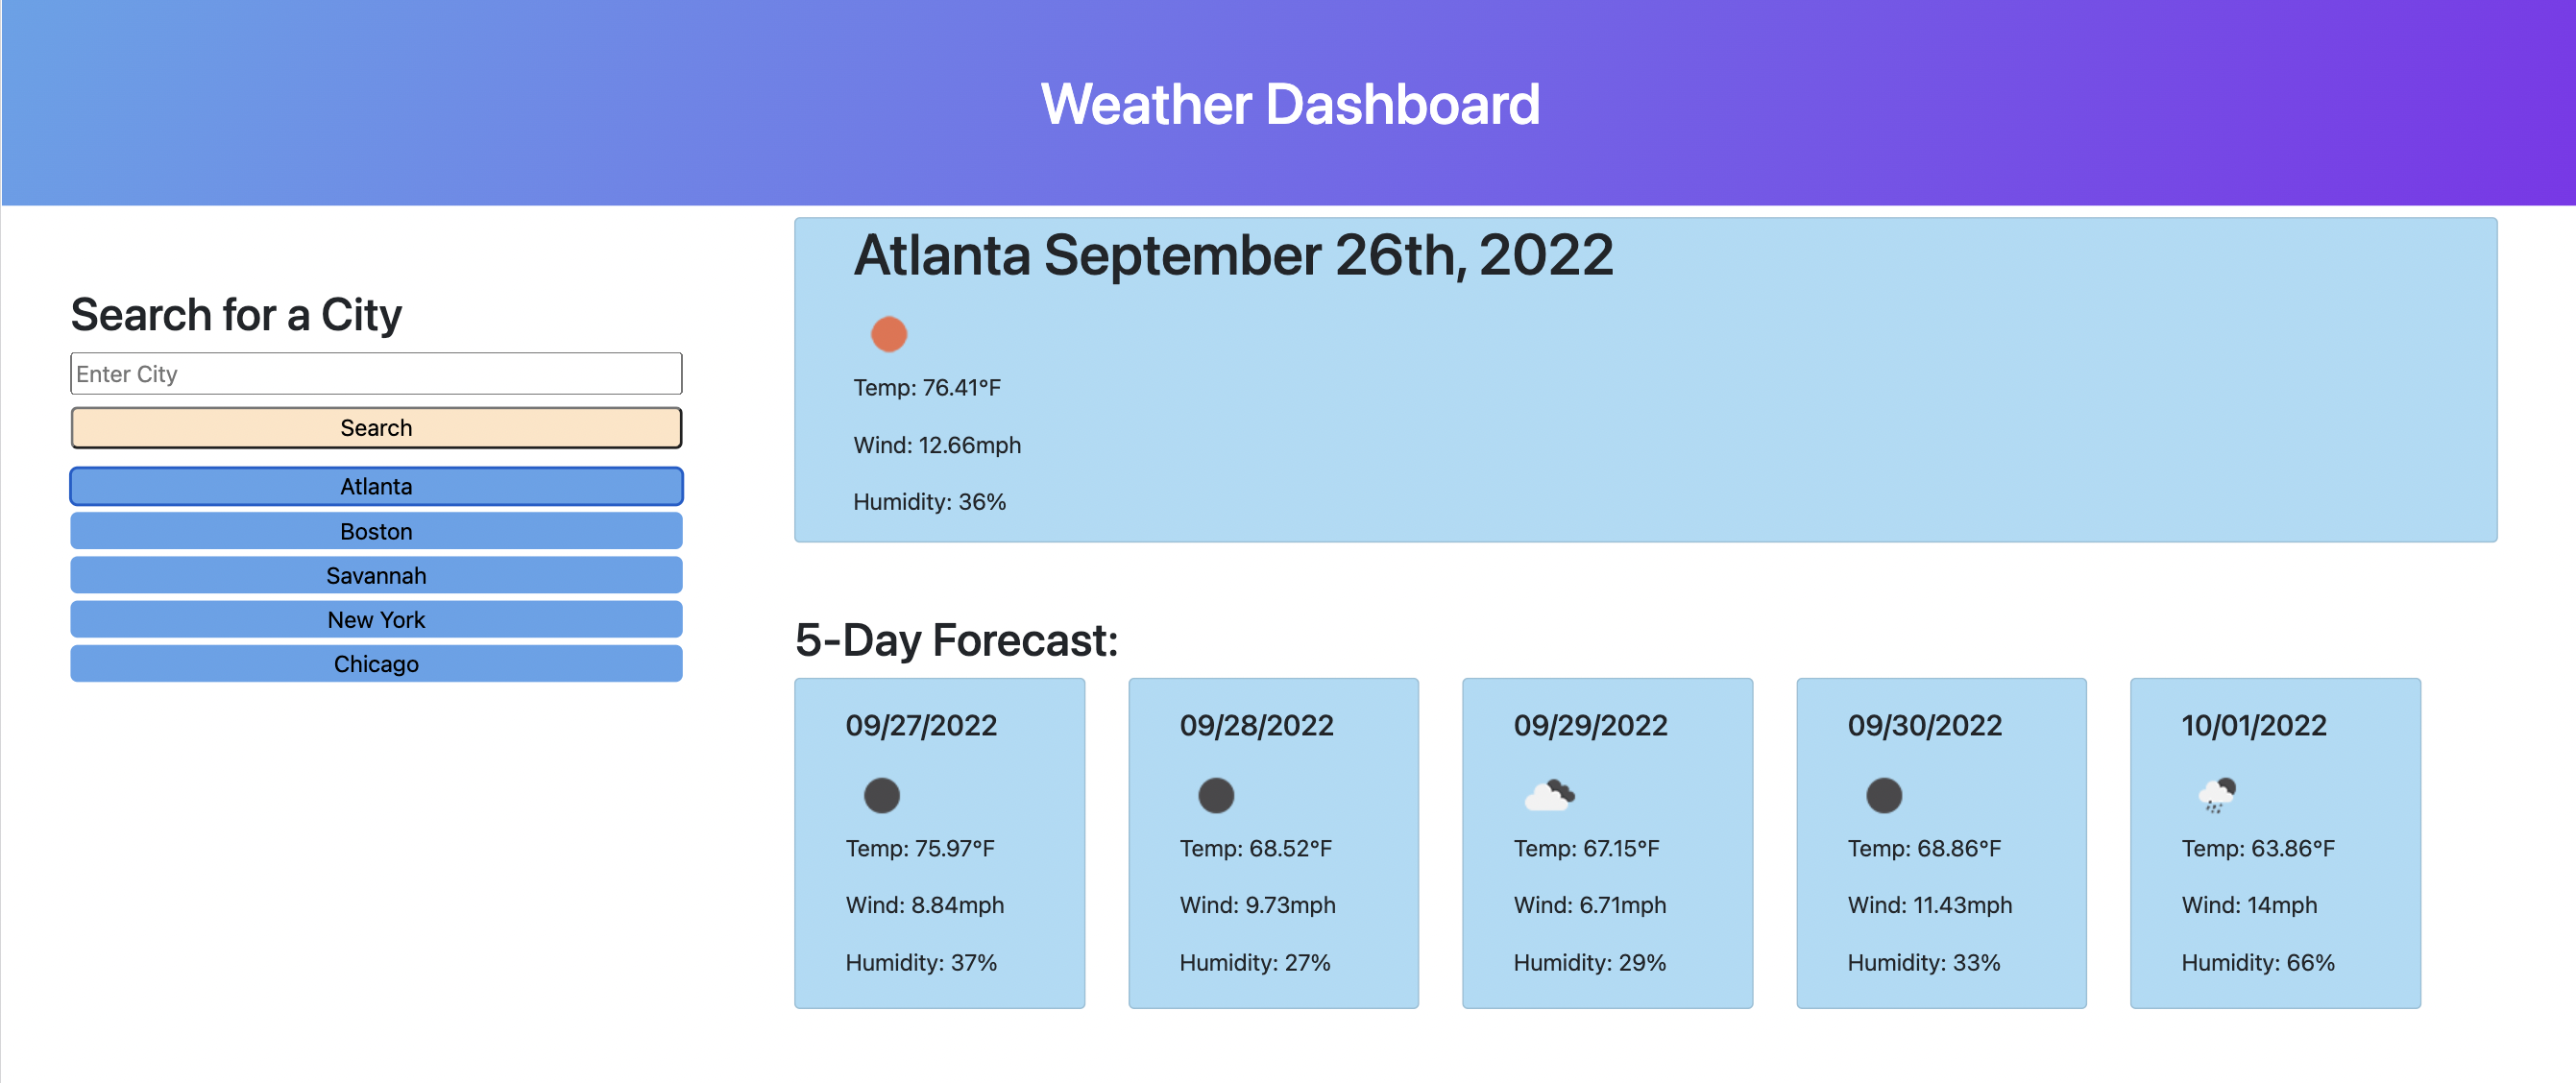 Weather Dashboard
Search for a City
Enter City
Search
Atlanta
Boston
Savannah
New York
Chicago
Atlanta September 26th, 2022
Temp: 76.41°F
Wind: 12.66mph
Humidity: 36%
5-Day Forecast:
09/27/2022
Temp: 75.97°F
Wind: 8.84mph
Humidity: 37%
09/28/2022
Temp: 68.52°F
Wind: 9.73mph
Humidity: 27%
09/29/2022
Temp: 67.15°F
Wind: 6.71mph
Humidity: 29%
09/30/2022
Temp: 68.86°F
Wind: 11.43mph
Humidity: 33%
10/01/2022
Temp: 63.86°F
Wind: 14mph
Humidity: 66%